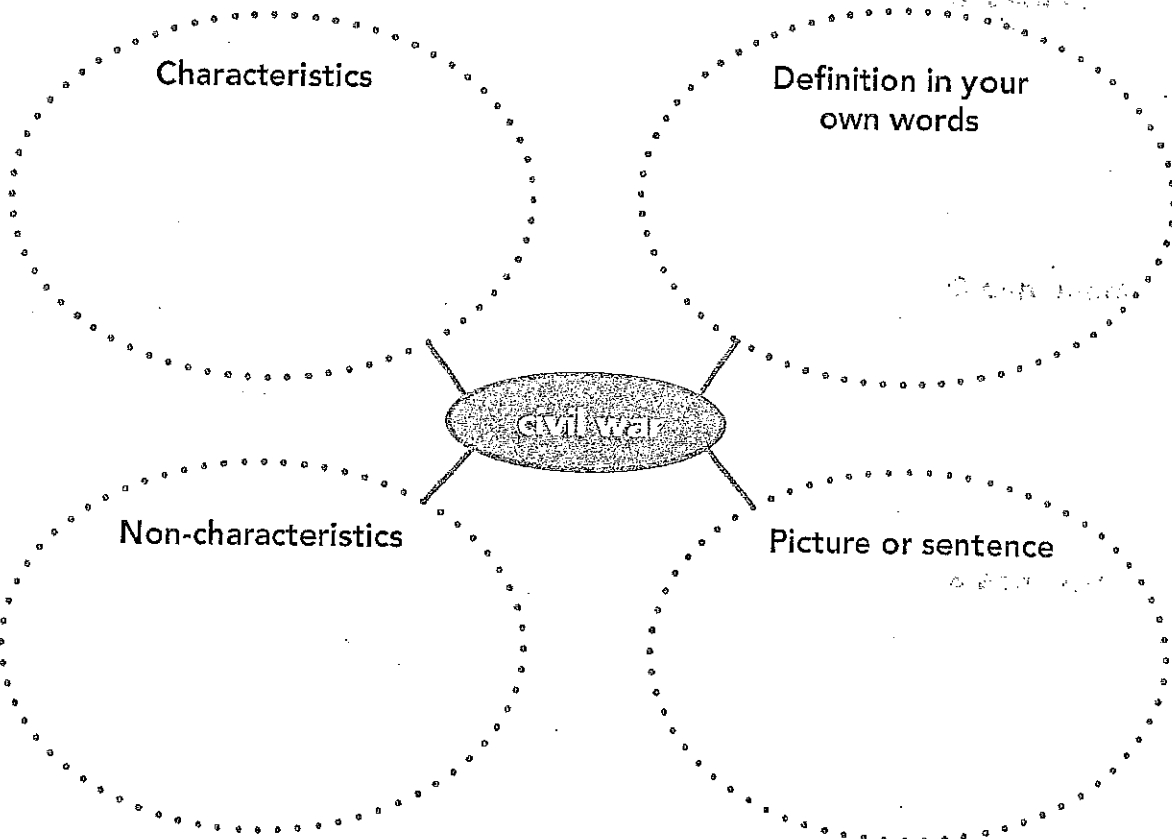 Characteristics
Definition in your
own words
civil war
Non-characteristics
Picture or sentence